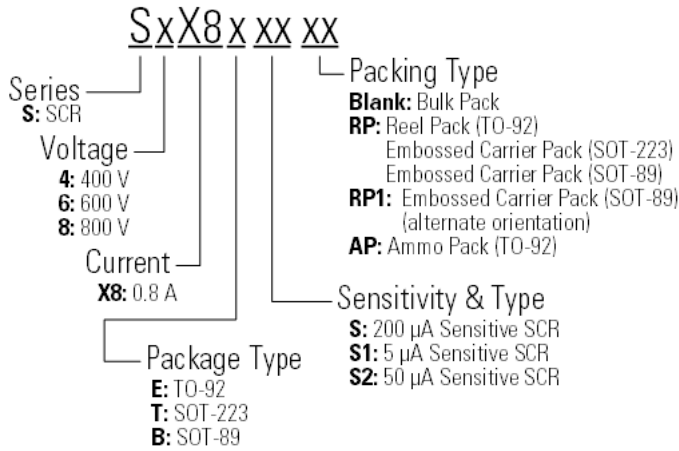 SxX8x xx xx
Series
S: SCR
Voltage
4: 400 V
6: 600 V
8: 800 V
Current
X8: 0.8 A
Package Type
E: TO-92
T: SOT-223
B: SOT-89
Sensitivity & Type
S: 200 μA Sensitive SCR
S1: 5 μA Sensitive SCR
S2: 50 μA Sensitive SCR
Packing Type
Blank: Bulk Pack
RP: Reel Pack (TO-92)
Embossed Carrier Pack (SOT-223)
Embossed Carrier Pack (SOT-89)
RP1: Embossed Carrier Pack (SOT-89)
(alternate orientation)
AP: Ammo Pack (TO-92)